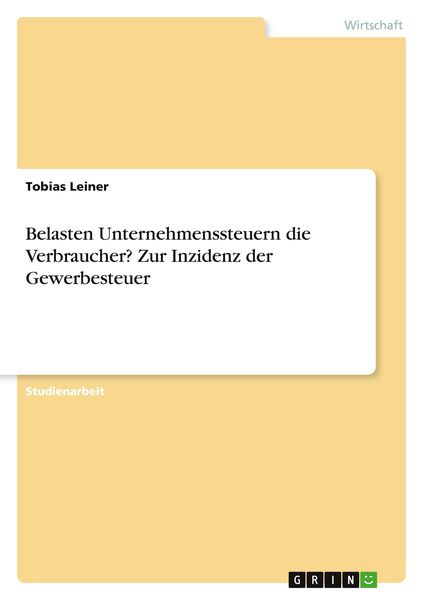 Wirtschaft
Tobias Leiner
Belasten Unternehmenssteuern die
Verbraucher? Zur Inzidenz der
Gewerbesteuer
Studienarbeit
GRIN